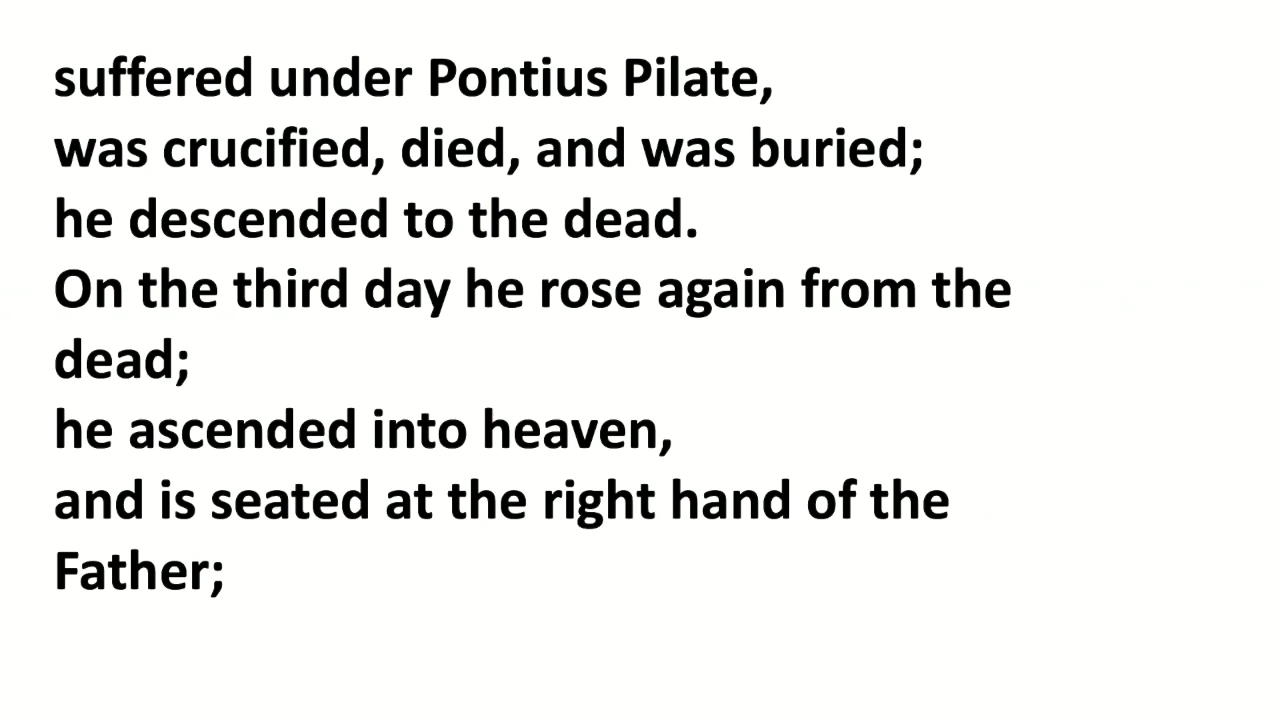 suffered under Pontius Pilate,
was crucified, died, and was buried;
he descended to the dead.
On the third day he rose again from the
dead;
he ascended into heaven,
and is seated at the right hand of the
Father;